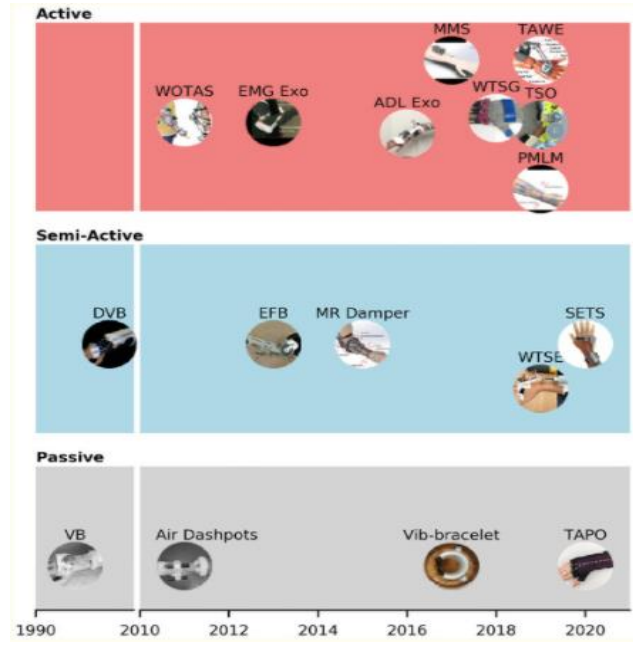 Active
MMS TAWE
WOTAS EMG Exo ADL Exo WTSG TSO
PMLM
Semi-Active
DVB EFB MR Damper SETS
WTSE
Passive
VB Air Dashpots Vib-bracelet TAPO
1990 2010 2012 2014 2016 2018 2020